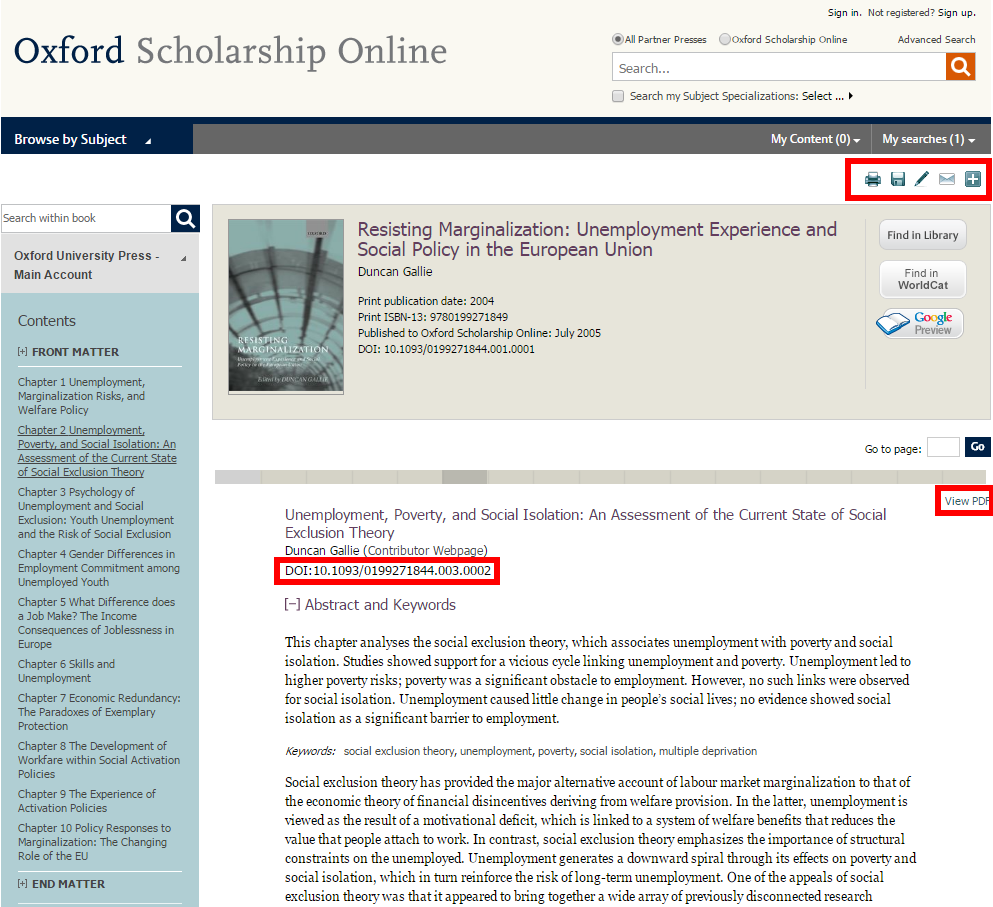 Sign in. Not registered? Sign up.
Oxford Scholarship Online
All Partner Presses Oxford Scholarship Online Advanced Search
Search...
Search my Subject Specializations: Select ...
Browse by Subject
My Content (0) My searches (1)
Search within book
Oxford University Press -
Main Account
Contents
[+] FRONT MATTER
Chapter 1 Unemployment,
Marginalization Risks, and
Welfare Policy
Chapter 2 Unemployment,
Poverty, and Social Isolation: An
Assessment of the Current State
of Social Exclusion Theory
Chapter 3 Psychology of
Unemployment and Social
Exclusion: Youth Unemployment
and the Risk of Social Exclusion
Chapter 4 Gender Differences in
Employment Commitment among
Unemployed Youth
Chapter 5 What Difference does
a Job Make? The Income
Consequences of Joblessness in
Europe
Chapter 6 Skills and
Unemployment
Chapter 7 Economic Redundancy:
The Paradoxes of Exemplary
Protection
Chapter 8 The Development of
Workfare within Social Activation
Policies
Chapter 9 The Experience of
Activation Policies
Chapter 10 Policy Responses to
Marginalization: The Changing
Role of the EU
[+] END MATTER
OXFORD
RESISTING
MARGINALIZATION
Unemployment Experience and Social
Policy in the European Union
Edited by DUNCAN GALLIE
Resisting Marginalization: Unemployment Experience and
Social Policy in the European Union
Duncan Gallie
Print publication date: 2004
Print ISBN-13: 9780199271849
Published to Oxford Scholarship Online: July 2005
DOI: 10.1093/0199271844.001.0001
Find in Library
Find in
WorldCat
Google
Preview
Go to page: Go
View PDF
Unemployment, Poverty, and Social Isolation: An Assessment of the Current State of Social
Exclusion Theory
Duncan Gallie (Contributor Webpage)
DOI:10.1093/0199271844.003.0002
[–] Abstract and Keywords
This chapter analyses the social exclusion theory, which associates unemployment with poverty and social
isolation. Studies showed support for a vicious cycle linking unemployment and poverty. Unemployment led to
higher poverty risks; poverty was a significant obstacle to employment. However, no such links were observed
for social isolation. Unemployment caused little change in people's social lives; no evidence showed social
isolation as a significant barrier to employment.
Keywords: social exclusion theory, unemployment, poverty, social isolation, multiple deprivation
Social exclusion theory has provided the major alternative account of labour market marginalization to that of
the economic theory of financial disincentives deriving from welfare provision. In the latter, unemployment is
viewed as the result of a motivational deficit, which is linked to a system of welfare benefits that reduces the
value that people attach to work. In contrast, social exclusion theory emphasizes the importance of structural
constraints on the unemployed. Unemployment generates a downward spiral through its effects on poverty and
social isolation, which in turn reinforce the risk of long-term unemployment. One of the appeals of social
exclusion theory was that it appeared to bring together a wide array of previously disconnected research